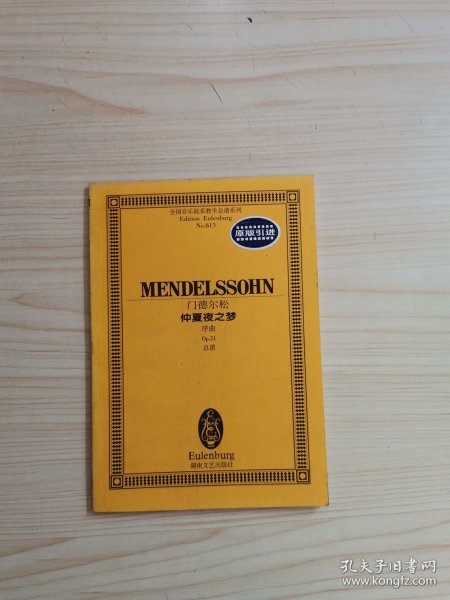 全国音乐院系教学总谱系列
Edition Eulenburg
No.613
原版引进
MENDELSSOHN
门德尔松
仲夏夜之梦
序曲
Op.21
总谱
Eulenburg
湖南文艺出版社
孔夫子旧书网
www.kongfz.com